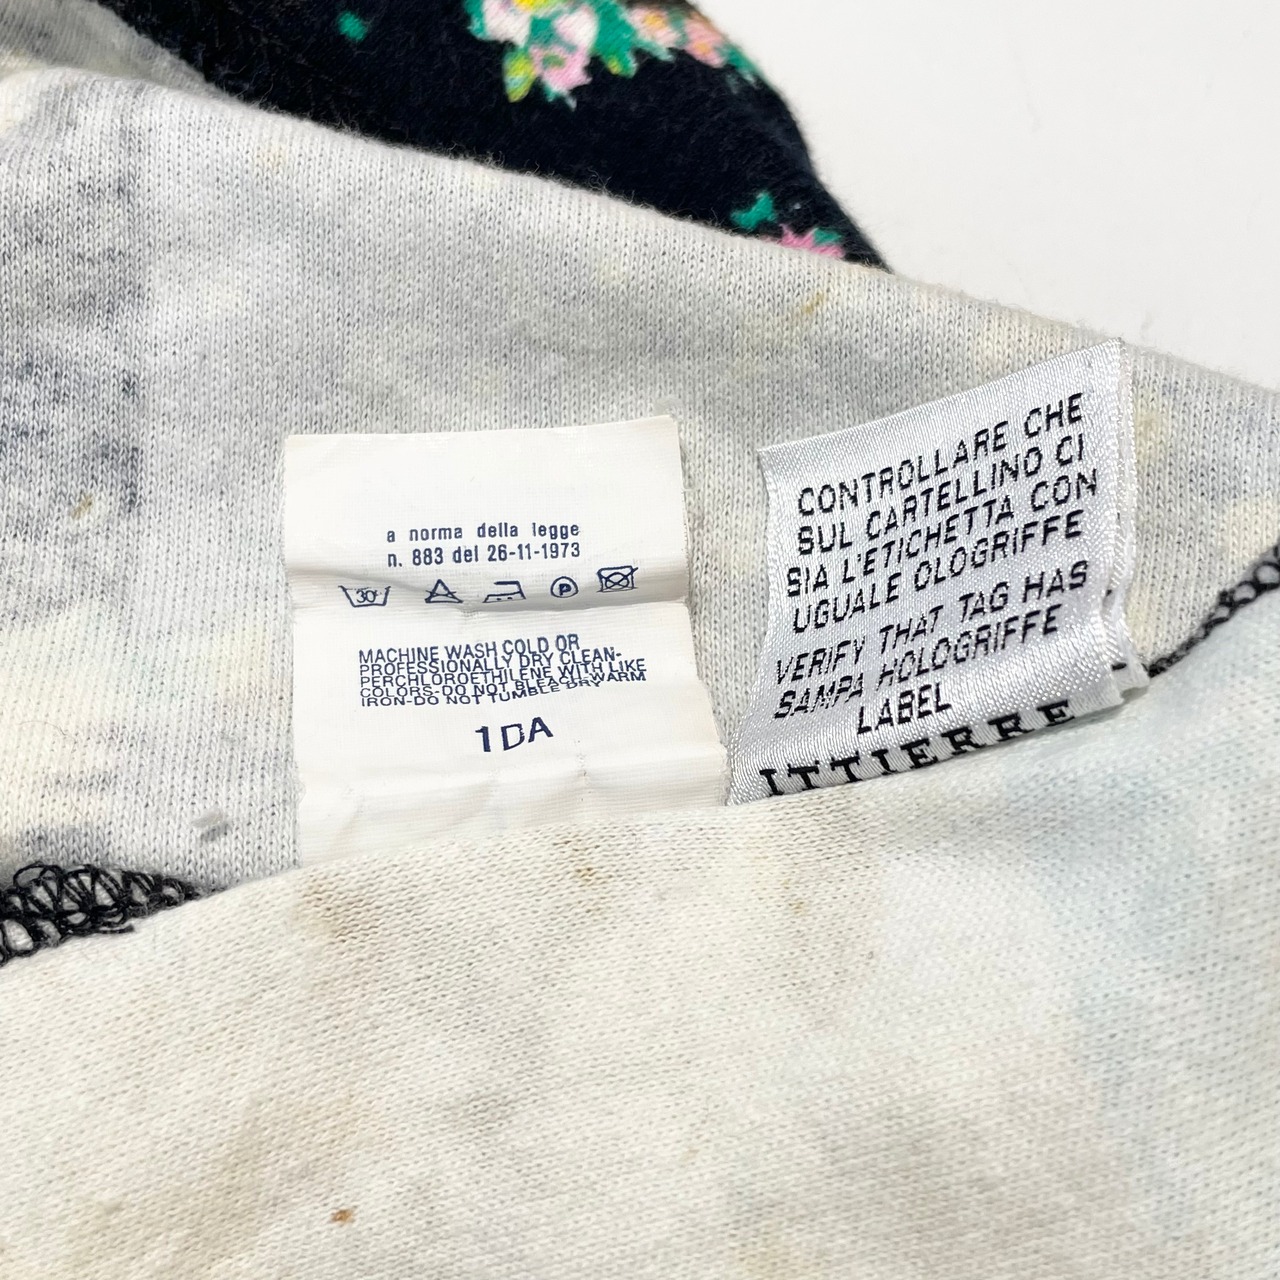 a norma della legge
n. 883 del 26-11-1973
30°
P
MACHINE WASH COLD OR
PROFESSIONALLY DRY CLEAN-
PERCHLOROETHILENE WITH LIKE
COLORS-DO NOT BLEACH-WARM
IRON-DO NOT TUMBLE DRY
1DA
CONTROLLARE CHE
SUL CARTELLINO CI
SIA L'ETICHETTA CON
UGUALE OLOGRIFFE
VERIFY THAT TAG HAS
SAMPA HOLOGRIFFE
LABEL
ITTIERRE